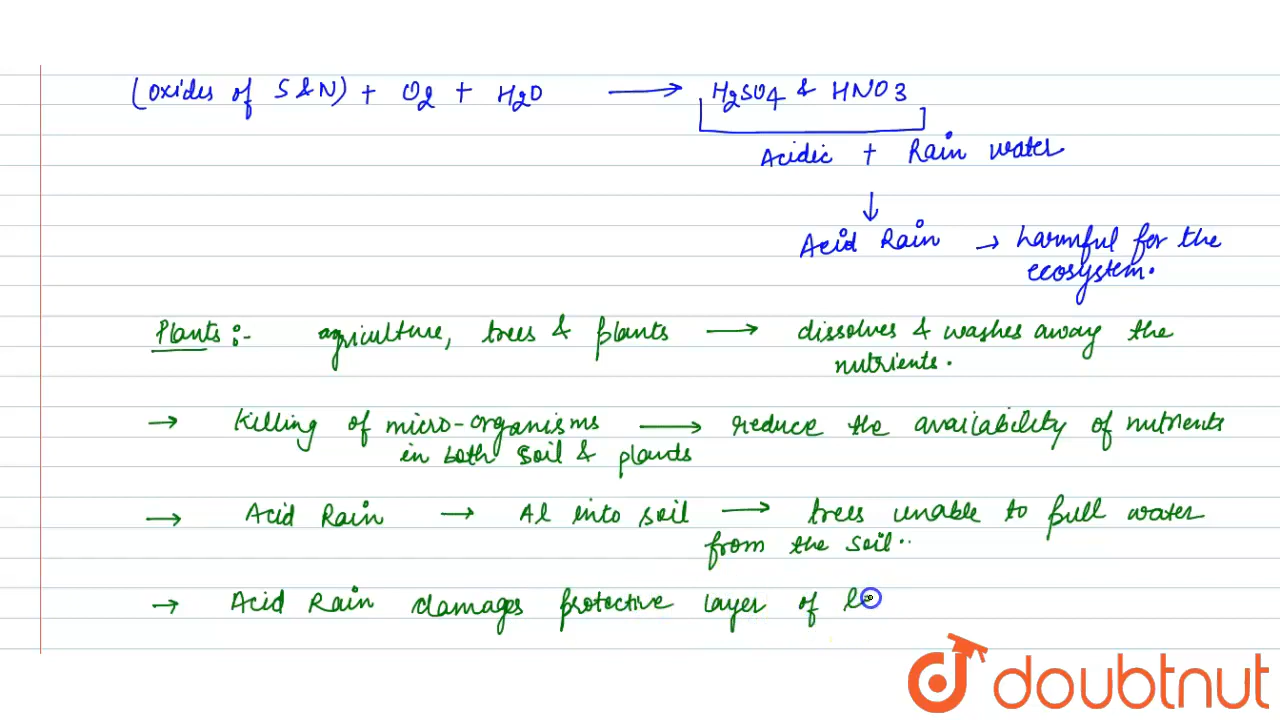 (oxides of S & N) + O2 + H2O → H2SO4 & HNO3
Acidic + Rain water
↓
Acid Rain → harmful for the
ecosystem.
Plants:- agriculture, trees & plants → dissolves & washes away the
nutrients.
→ Killing of micro-organisms → reduce the availability of nutrients
in both soil & plants
→ Acid Rain → Al into soil → trees unable to pull water
from the soil..
→ Acid Rain damages protective layer of le
doubtnut